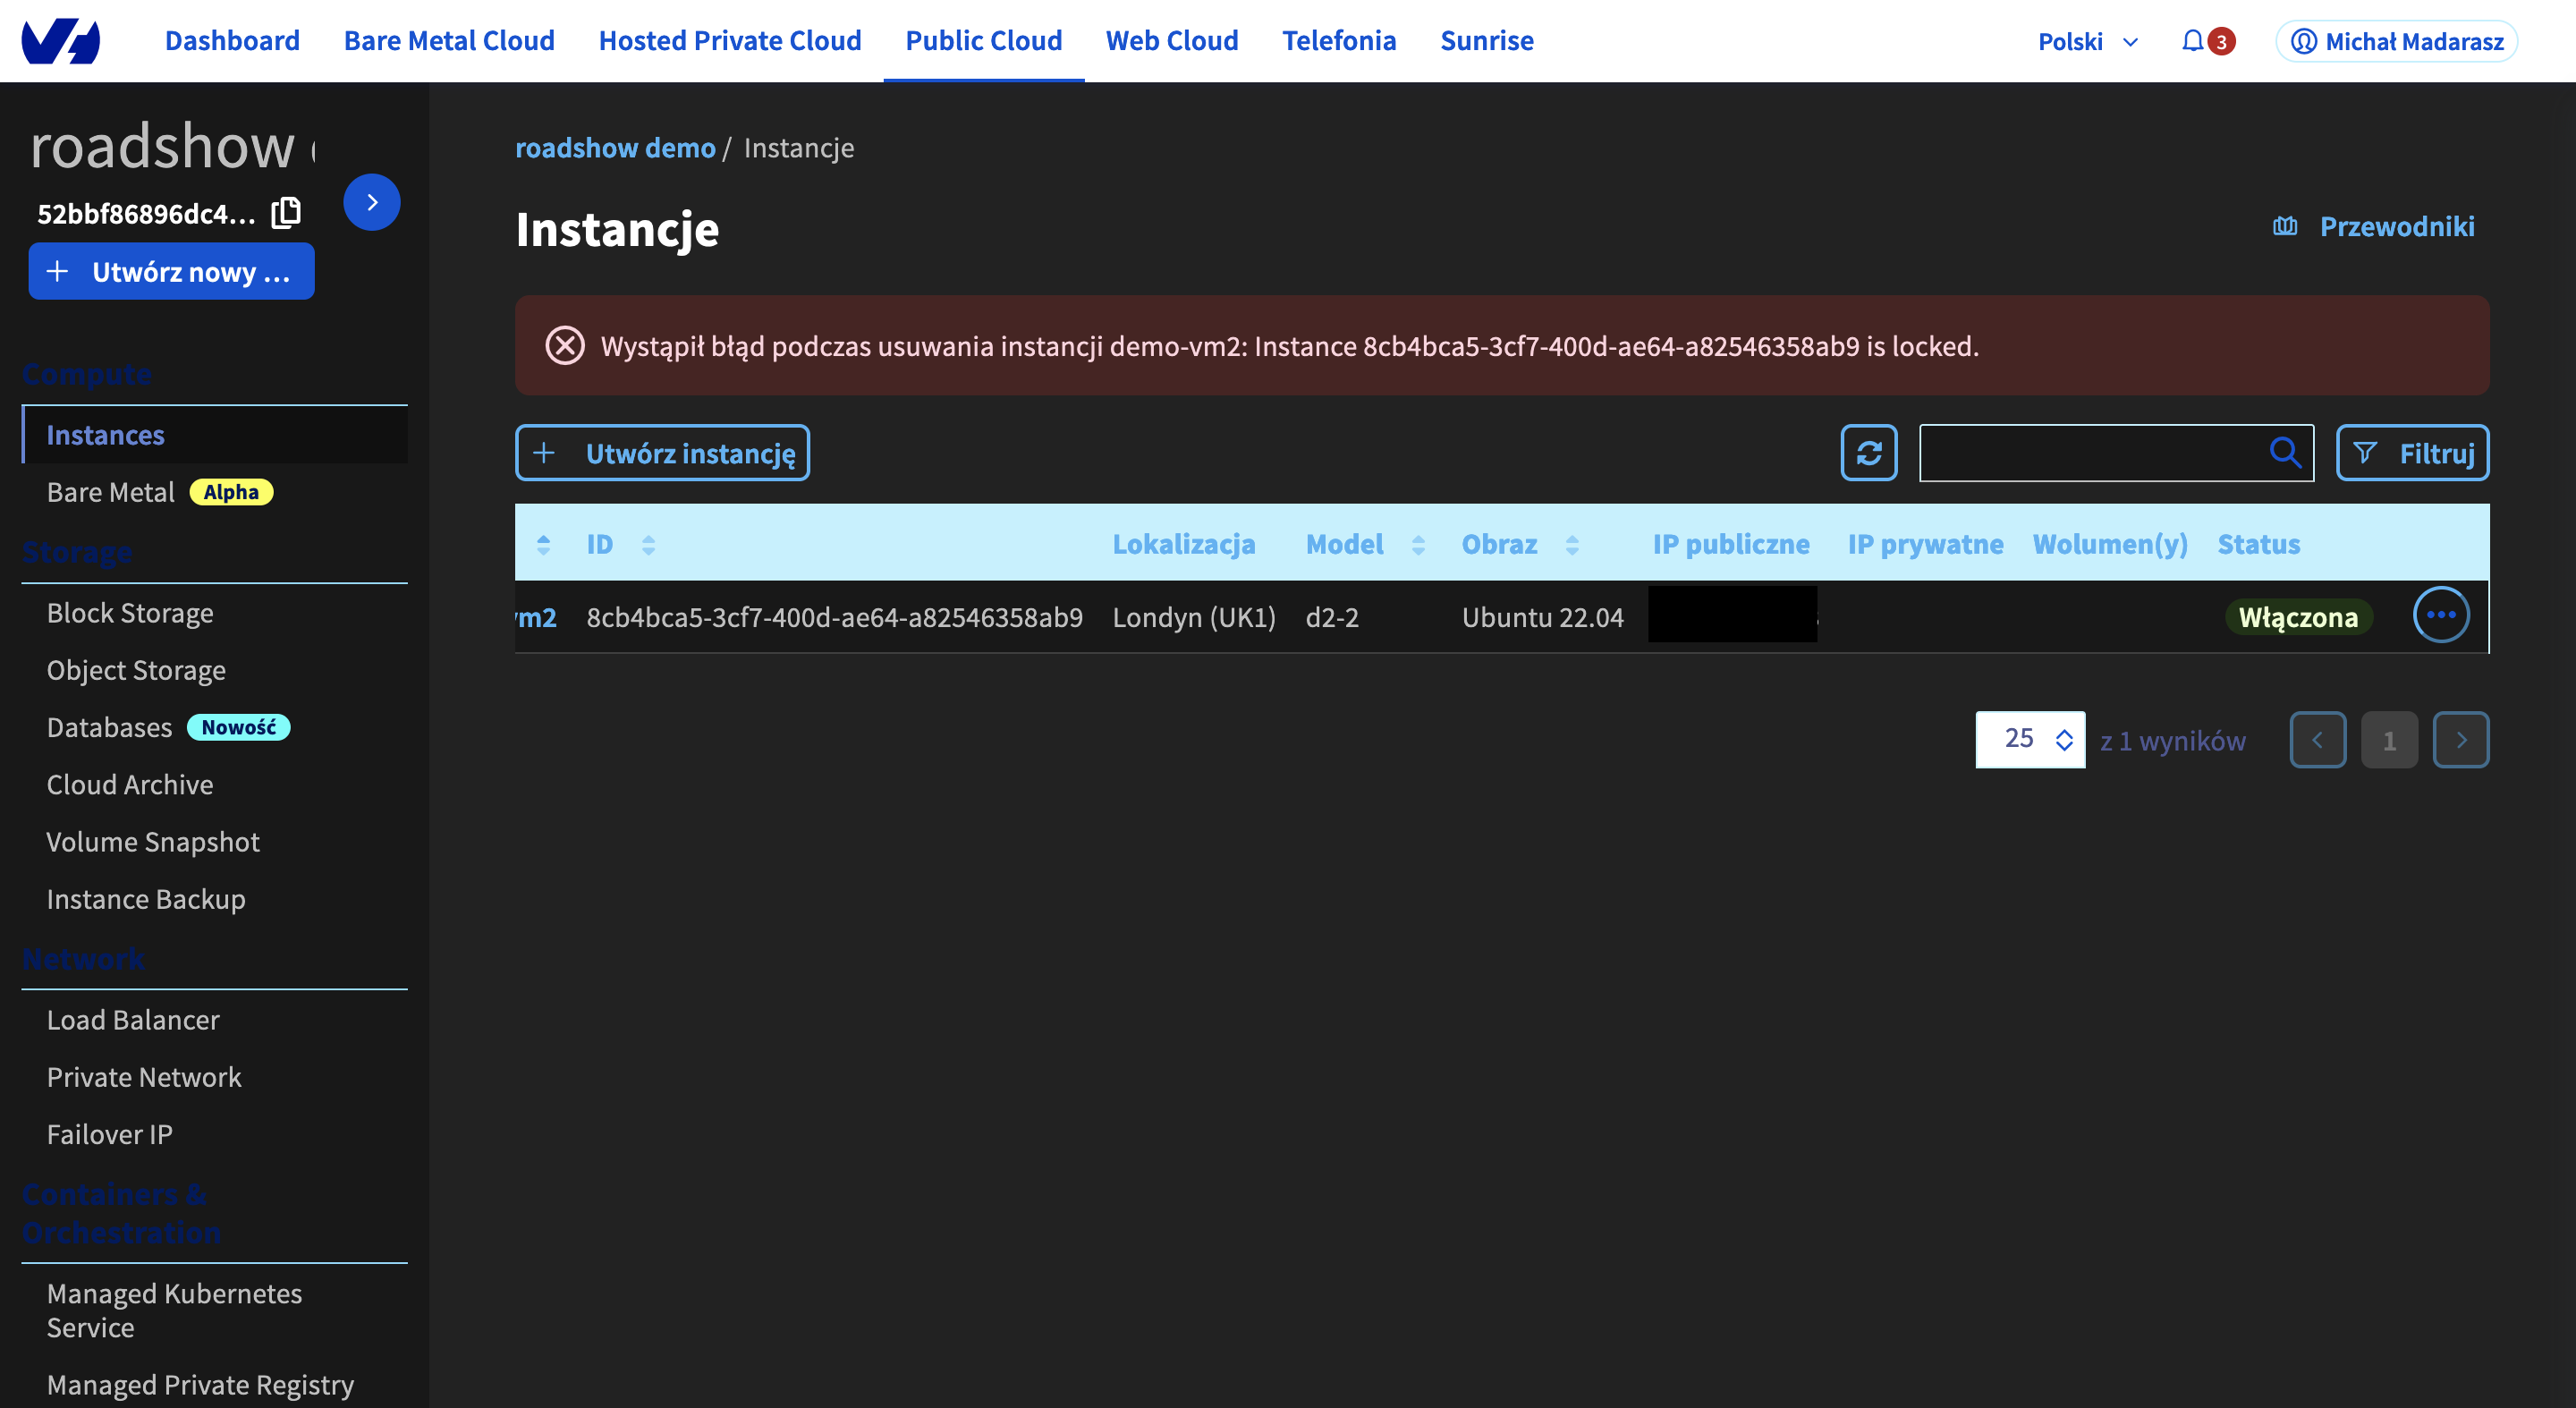 Dashboard Bare Metal Cloud Hosted Private Cloud Public Cloud Web Cloud Telefonia Sunrise Polski 3 Michał Madarasz
roadshow
52bbf86896dc4...
+ Utwórz nowy ...
Compute
Instances
Bare Metal Alpha
Storage
Block Storage
Object Storage
Databases Nowość
Cloud Archive
Volume Snapshot
Instance Backup
Network
Load Balancer
Private Network
Failover IP
Containers &
Orchestration
Managed Kubernetes
Service
Managed Private Registry
roadshow demo / Instancje
Instancje
Przewodniki
Wystąpił błąd podczas usuwania instancji demo-vm2: Instance 8cb4bca5-3cf7-400d-ae64-a82546358ab9 is locked.
+ Utwórz instancję Filtruj
ID Lokalizacja Model Obraz IP publiczne IP prywatne Wolumen(y) Status
vm2 8cb4bca5-3cf7-400d-ae64-a82546358ab9 Londyn (UK1) d2-2 Ubuntu 22.04 Włączona ...
25 z 1 wyników 1